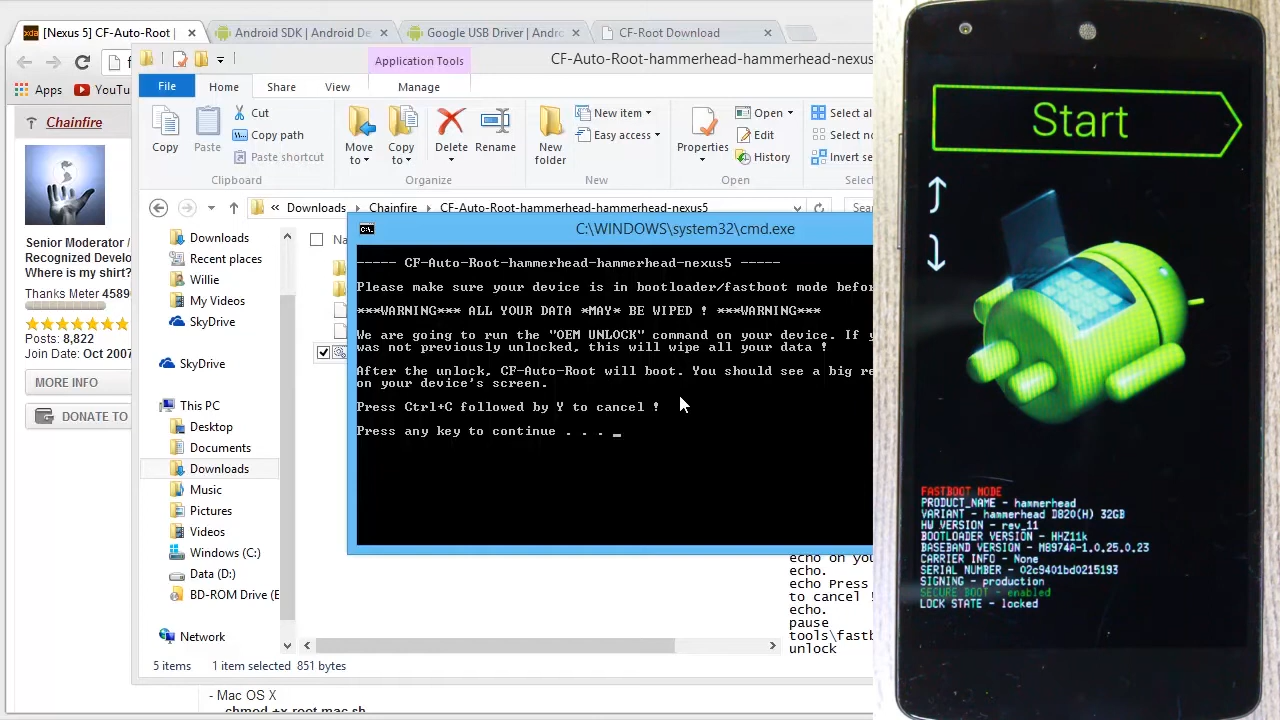 [Nexus 5] CF-Auto-Root
Android SDK | Android De
Google USB Driver | Andro
CF-Root Download
Apps
YouTu
Application Tools
CF-Auto-Root-hammerhead-hammerhead-nexus
File
Home
Share
View
Manage
Copy
Paste
Cut
Copy path
Paste shortcut
Clipboard
Move to
Copy to
Delete
Rename
Organize
New folder
New item
Easy access
New
Properties
Open
Edit
History
Open
Select al
Select no
Invert se
Select
« Downloads
Chainfire
CF-Auto-Root-hammerhead-hammerhead-nexus5
Sear
Chainfire
Senior Moderator /
Recognized Develo
Where is my shirt?
Thanks Meter 4589
Posts: 8,822
Join Date: Oct 2007
MORE INFO
DONATE TO
Downloads
Recent places
Willie
My Videos
SkyDrive
SkyDrive
This PC
Desktop
Documents
Downloads
Music
Pictur
Videos
Windows (C:)
Data (D:)
BD-ROM Drive (E
Network
Na
5 items
1 item selected
851 bytes
C:\WINDOWS\system32\cmd.exe
----- CF-Auto-Root-hammerhead-hammerhead-nexus5 -----
Please make sure your device is in bootloader/fastboot mode befor
***WARNING*** ALL YOUR DATA *MAY* BE WIPED ! ***WARNING***
We are going to run the "OEM UNLOCK" command on your device. If y
was not previously unlocked, this will wipe all your data !
After the unlock, CF-Auto-Root will boot. You should see a big re
on your device's screen.
Press Ctrl+C followed by Y to cancel !
Press any key to continue . . . _
echo on you
echo.
echo Press
to cancel !
echo.
pause
tools\fastb
unlock
- Mac OS X
chmod +x root-mac.sh
Start
FASTBOOT MODE
PRODUCT_NAME - hammerhead
VARIANT - hammerhead D820(H) 32GB
HW VERSION - rev_11
BOOTLOADER VERSION - HHZ11k
BASEBAND VERSION - M8974A-1.0.25.0.23
CARRIER INFO - None
SERIAL NUMBER - 02c9401bd0215193
SIGNING - production
SECURE BOOT - enabled
LOCK STATE - locked